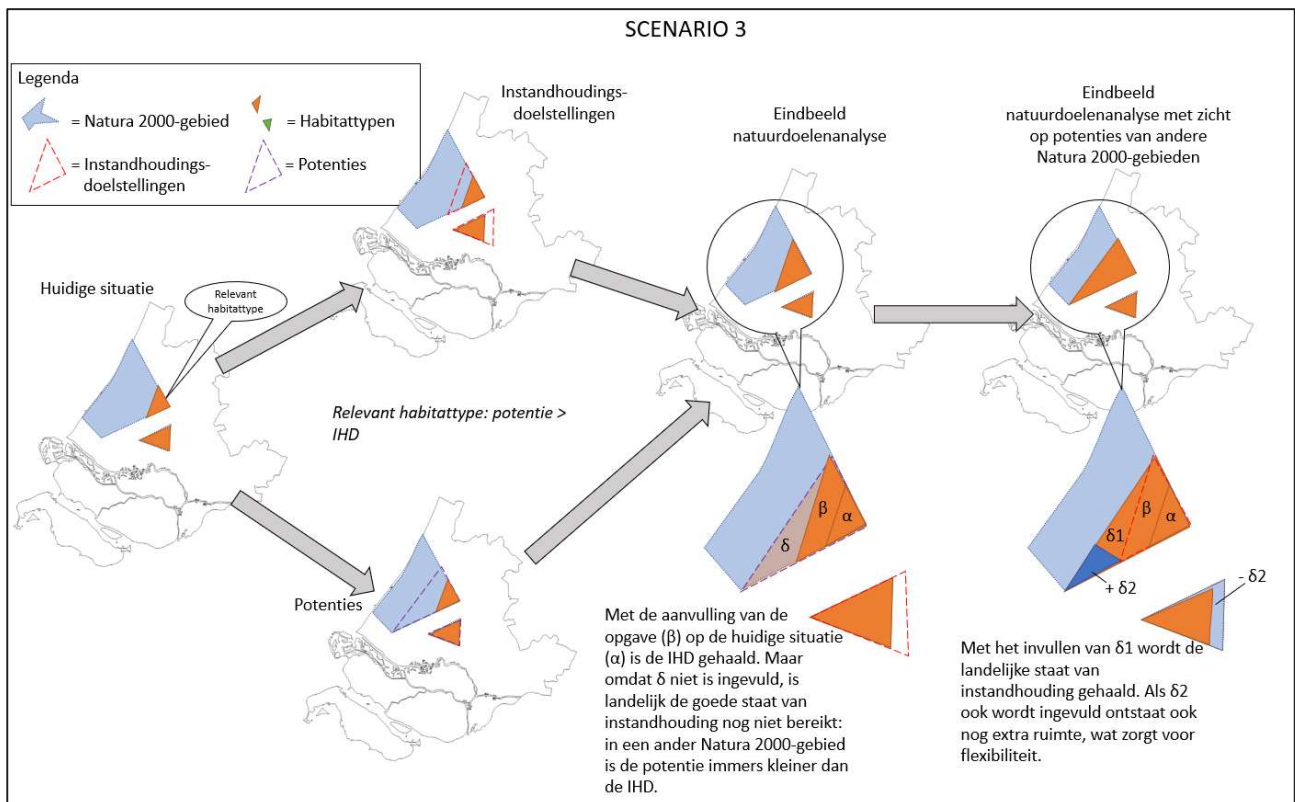 SCENARIO 3
Legenda
= Natura 2000-gebied
= Habitattypen
= Instandhoudings-
doelstellingen
= Potenties
Instandhoudings-
doelstellingen
Eindbeeld
natuurdoelenanalyse
Eindbeeld
natuurdoelenanalyse met zicht
op potenties van andere
Natura 2000-gebieden
Huidige situatie
Relevant
habitattype
Relevant habitattype: potentie >
IHD
Potenties
δ
β
α
Met de aanvulling van de
opgave (β) op de huidige situatie
(α) is de IHD gehaald. Maar
omdat δ niet is ingevuld, is
landelijk de goede staat van
instandhouding nog niet bereikt:
in een ander Natura 2000-gebied
is de potentie immers kleiner dan
de IHD.
δ1
β
α
+ δ2
- δ2
Met het invullen van δ1 wordt de
landelijke staat van
instandhouding gehaald. Als δ2
ook wordt ingevuld ontstaat ook
nog extra ruimte, wat zorgt voor
flexibiliteit.